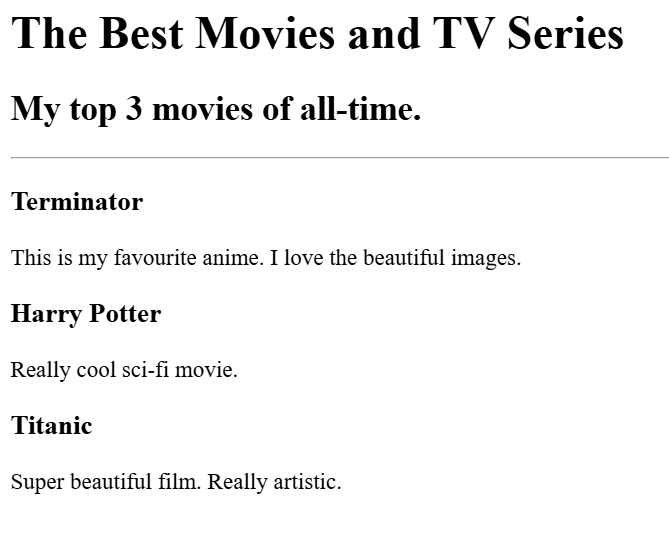 The Best Movies and TV Series
My top 3 movies of all-time.
Terminator
This is my favourite anime. I love the beautiful images.
Harry Potter
Really cool sci-fi movie.
Titanic
Super beautiful film. Really artistic.